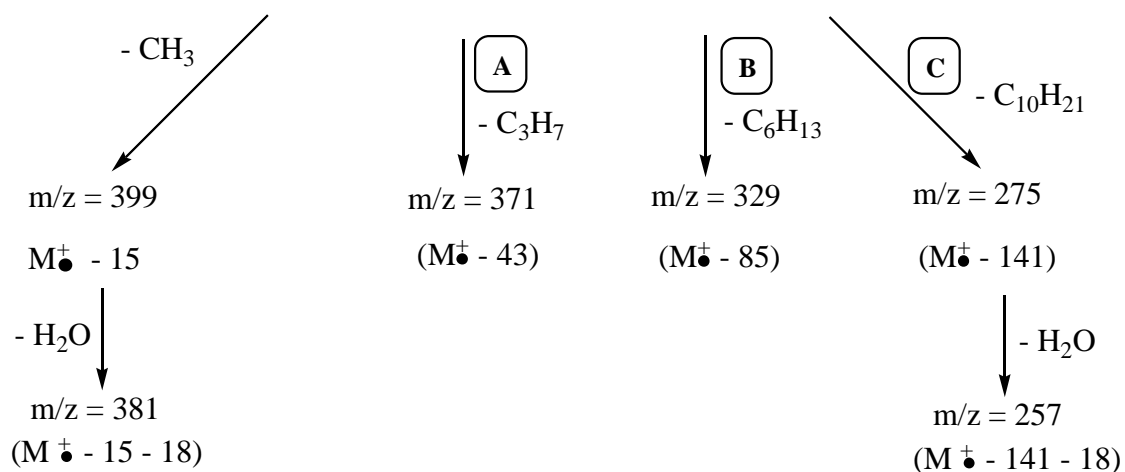 - CH₃
A
B
C
- C₃H₇
- C₆H₁₃
- C₁₀H₂₁
m/z = 399
m/z = 371
m/z = 329
m/z = 275
M⁺● - 15
(M⁺● - 43)
(M⁺● - 85)
(M⁺● - 141)
- H₂O
- H₂O
m/z = 381
m/z = 257
(M ⁺● - 15 - 18)
(M ⁺● - 141 - 18)